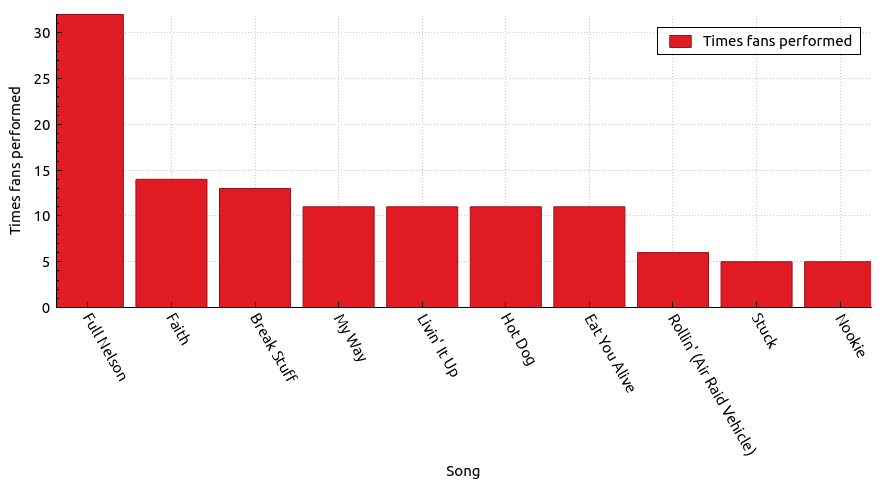 Times fans performed
Times fans performed
30
25
20
15
10
5
0
Full Nelson
Faith
Break Stuff
My Way
Livin' It Up
Hot Dog
Eat You Alive
Rollin' (Air Raid Vehicle)
Stuck
Nookie
Song